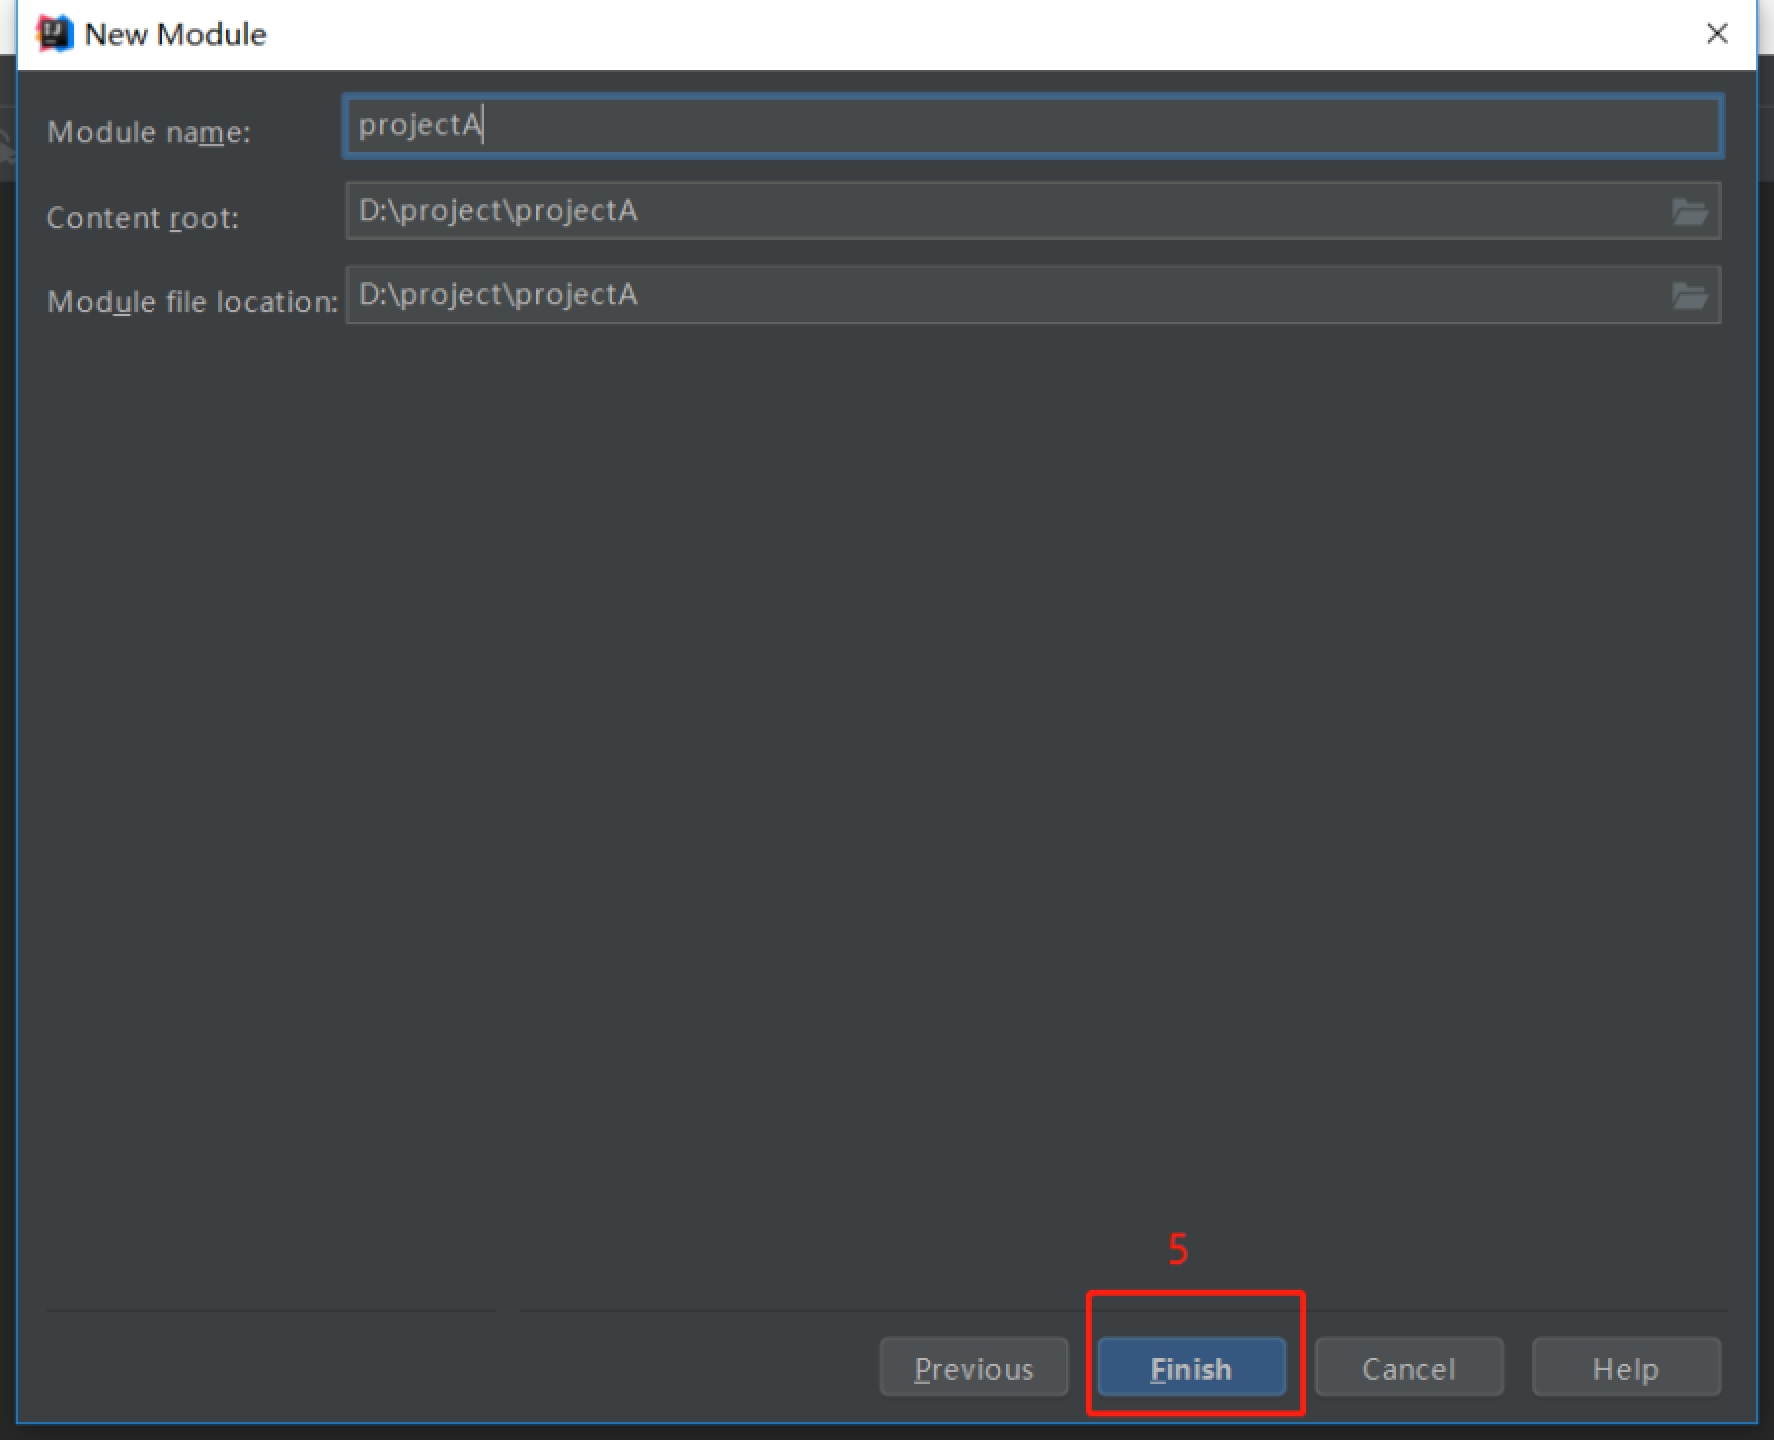 New Module
Module name: projectA
Content root: D:\project\projectA
Module file location: D:\project\projectA
5
Previous Finish Cancel Help